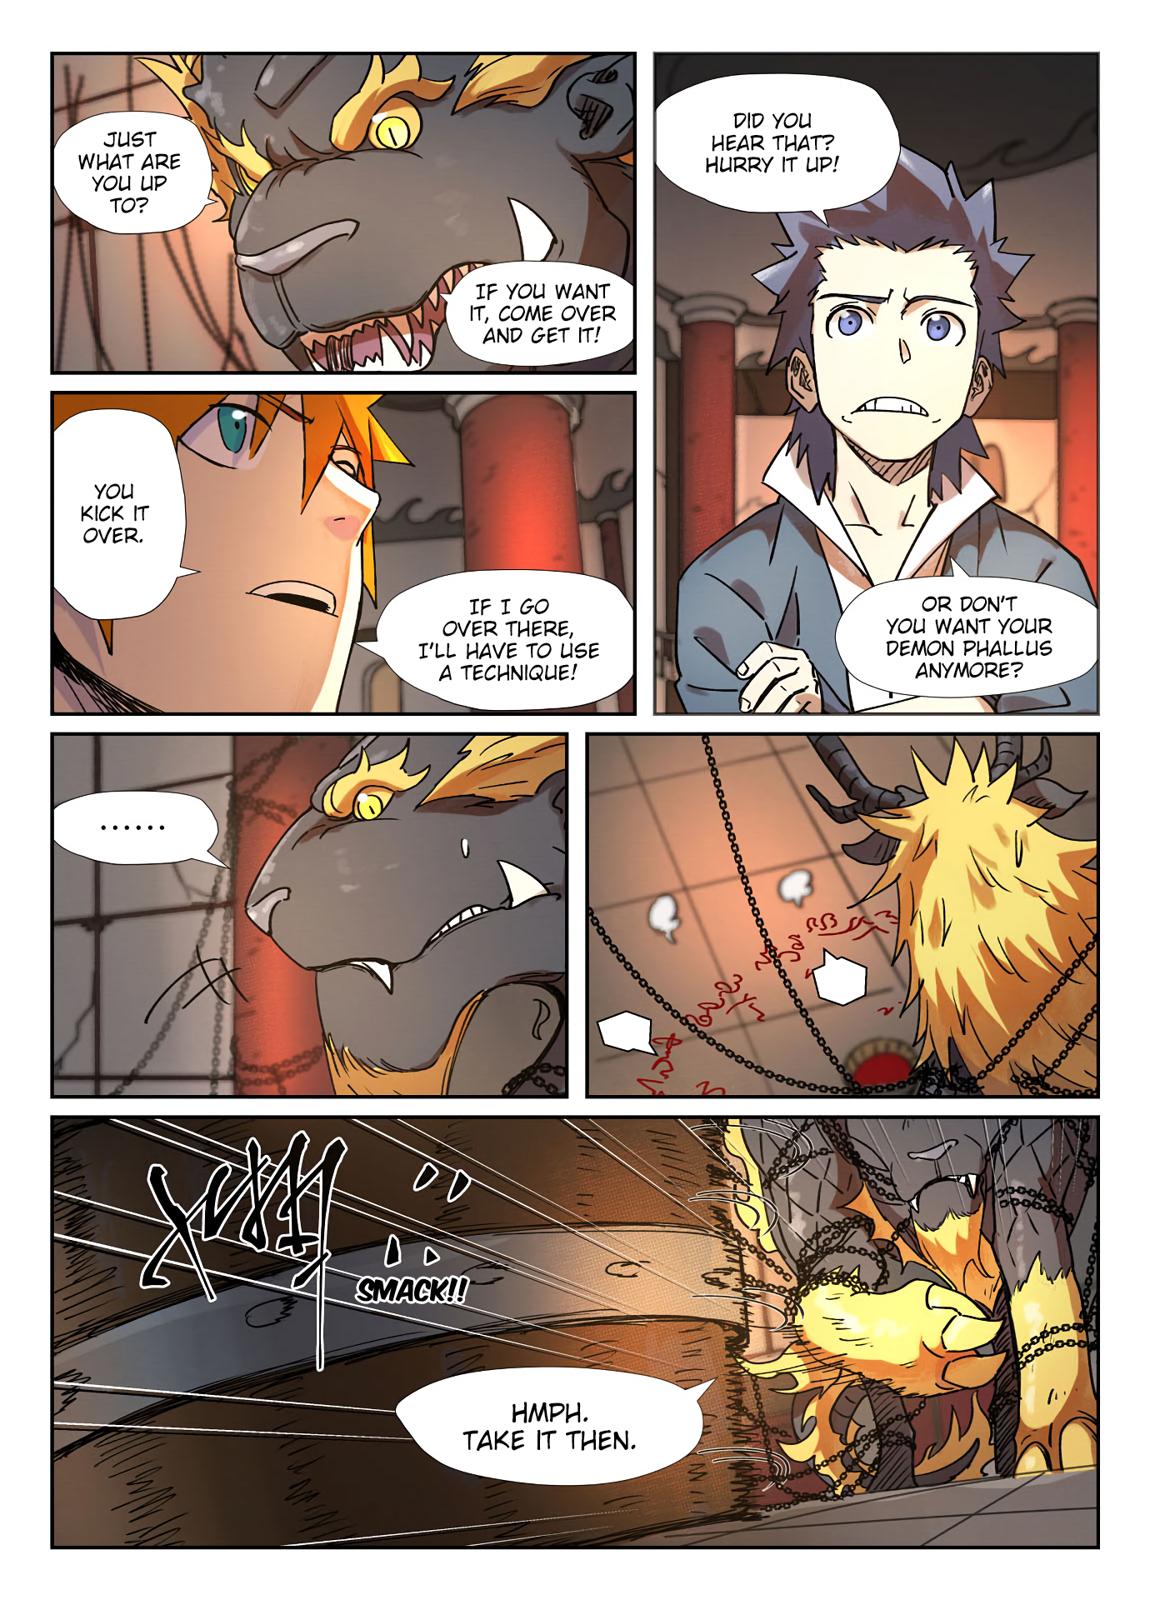 JUST
WHAT ARE
YOU UP
TO?
IF YOU WANT
IT, COME OVER
AND GET IT!
YOU
KICK IT
OVER.
IF I GO
OVER THERE,
I'LL HAVE TO USE
A TECHNIQUE!
DID YOU
HEAR THAT?
HURRY IT UP!
OR DON'T
YOU WANT YOUR
DEMON PHALLUS
ANYMORE?
......
SMACK!!
HMPH.
TAKE IT THEN.